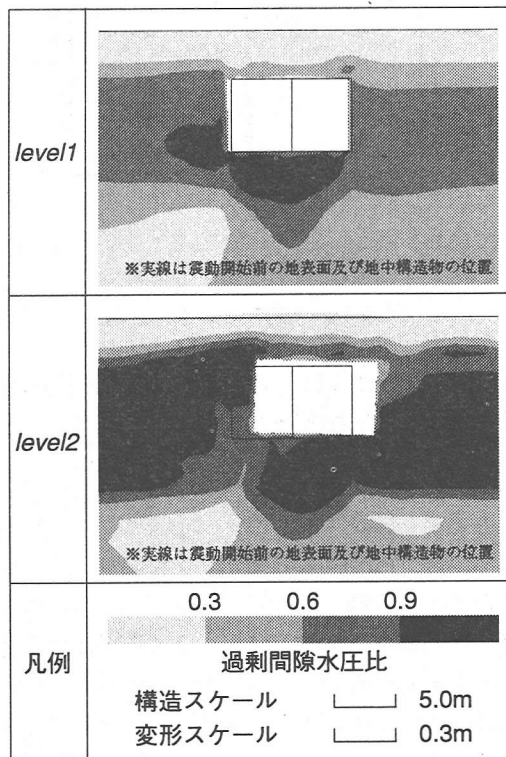 level1
※実線は震動開始前の地表面及び地中構造物の位置
level2
※実線は震動開始前の地表面及び地中構造物の位置
凡例
0.3 0.6 0.9
過剰間隙水圧比
構造スケール 5.0m
変形スケール 0.3m